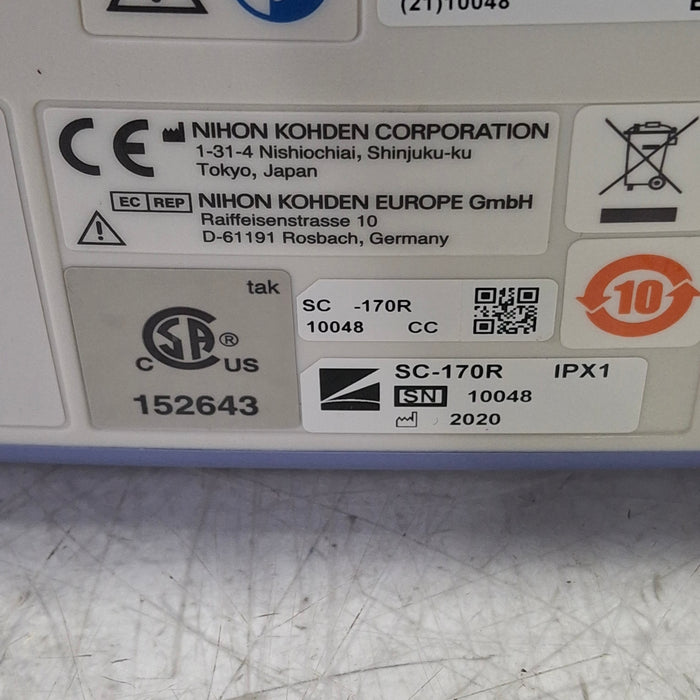 (21)10048
CE NIHON KOHDEN CORPORATION
1-31-4 Nishiochiai, Shinjuku-ku
Tokyo, Japan
EC REP NIHON KOHDEN EUROPE GmbH
Raiffeisenstrasse 10
D-61191 Rosbach, Germany
tak
CSA® C US
152643
SC -170R
10048 CC
10
SC-170R IPX1
SN 10048
2020